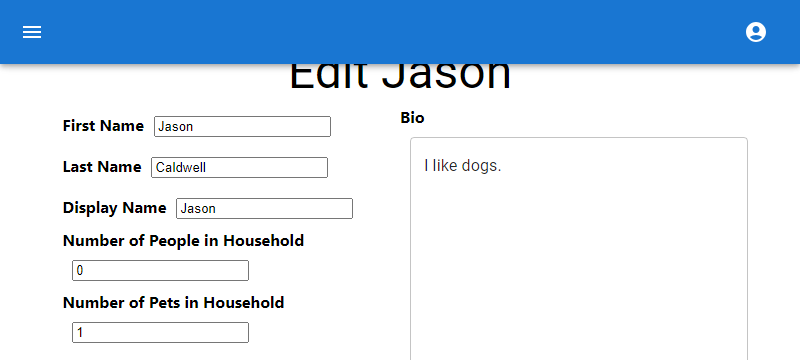 Edit Jason
First Name Jason
Last Name Caldwell
Display Name Jason
Number of People in Household
0
Number of Pets in Household
1
Bio
I like dogs.